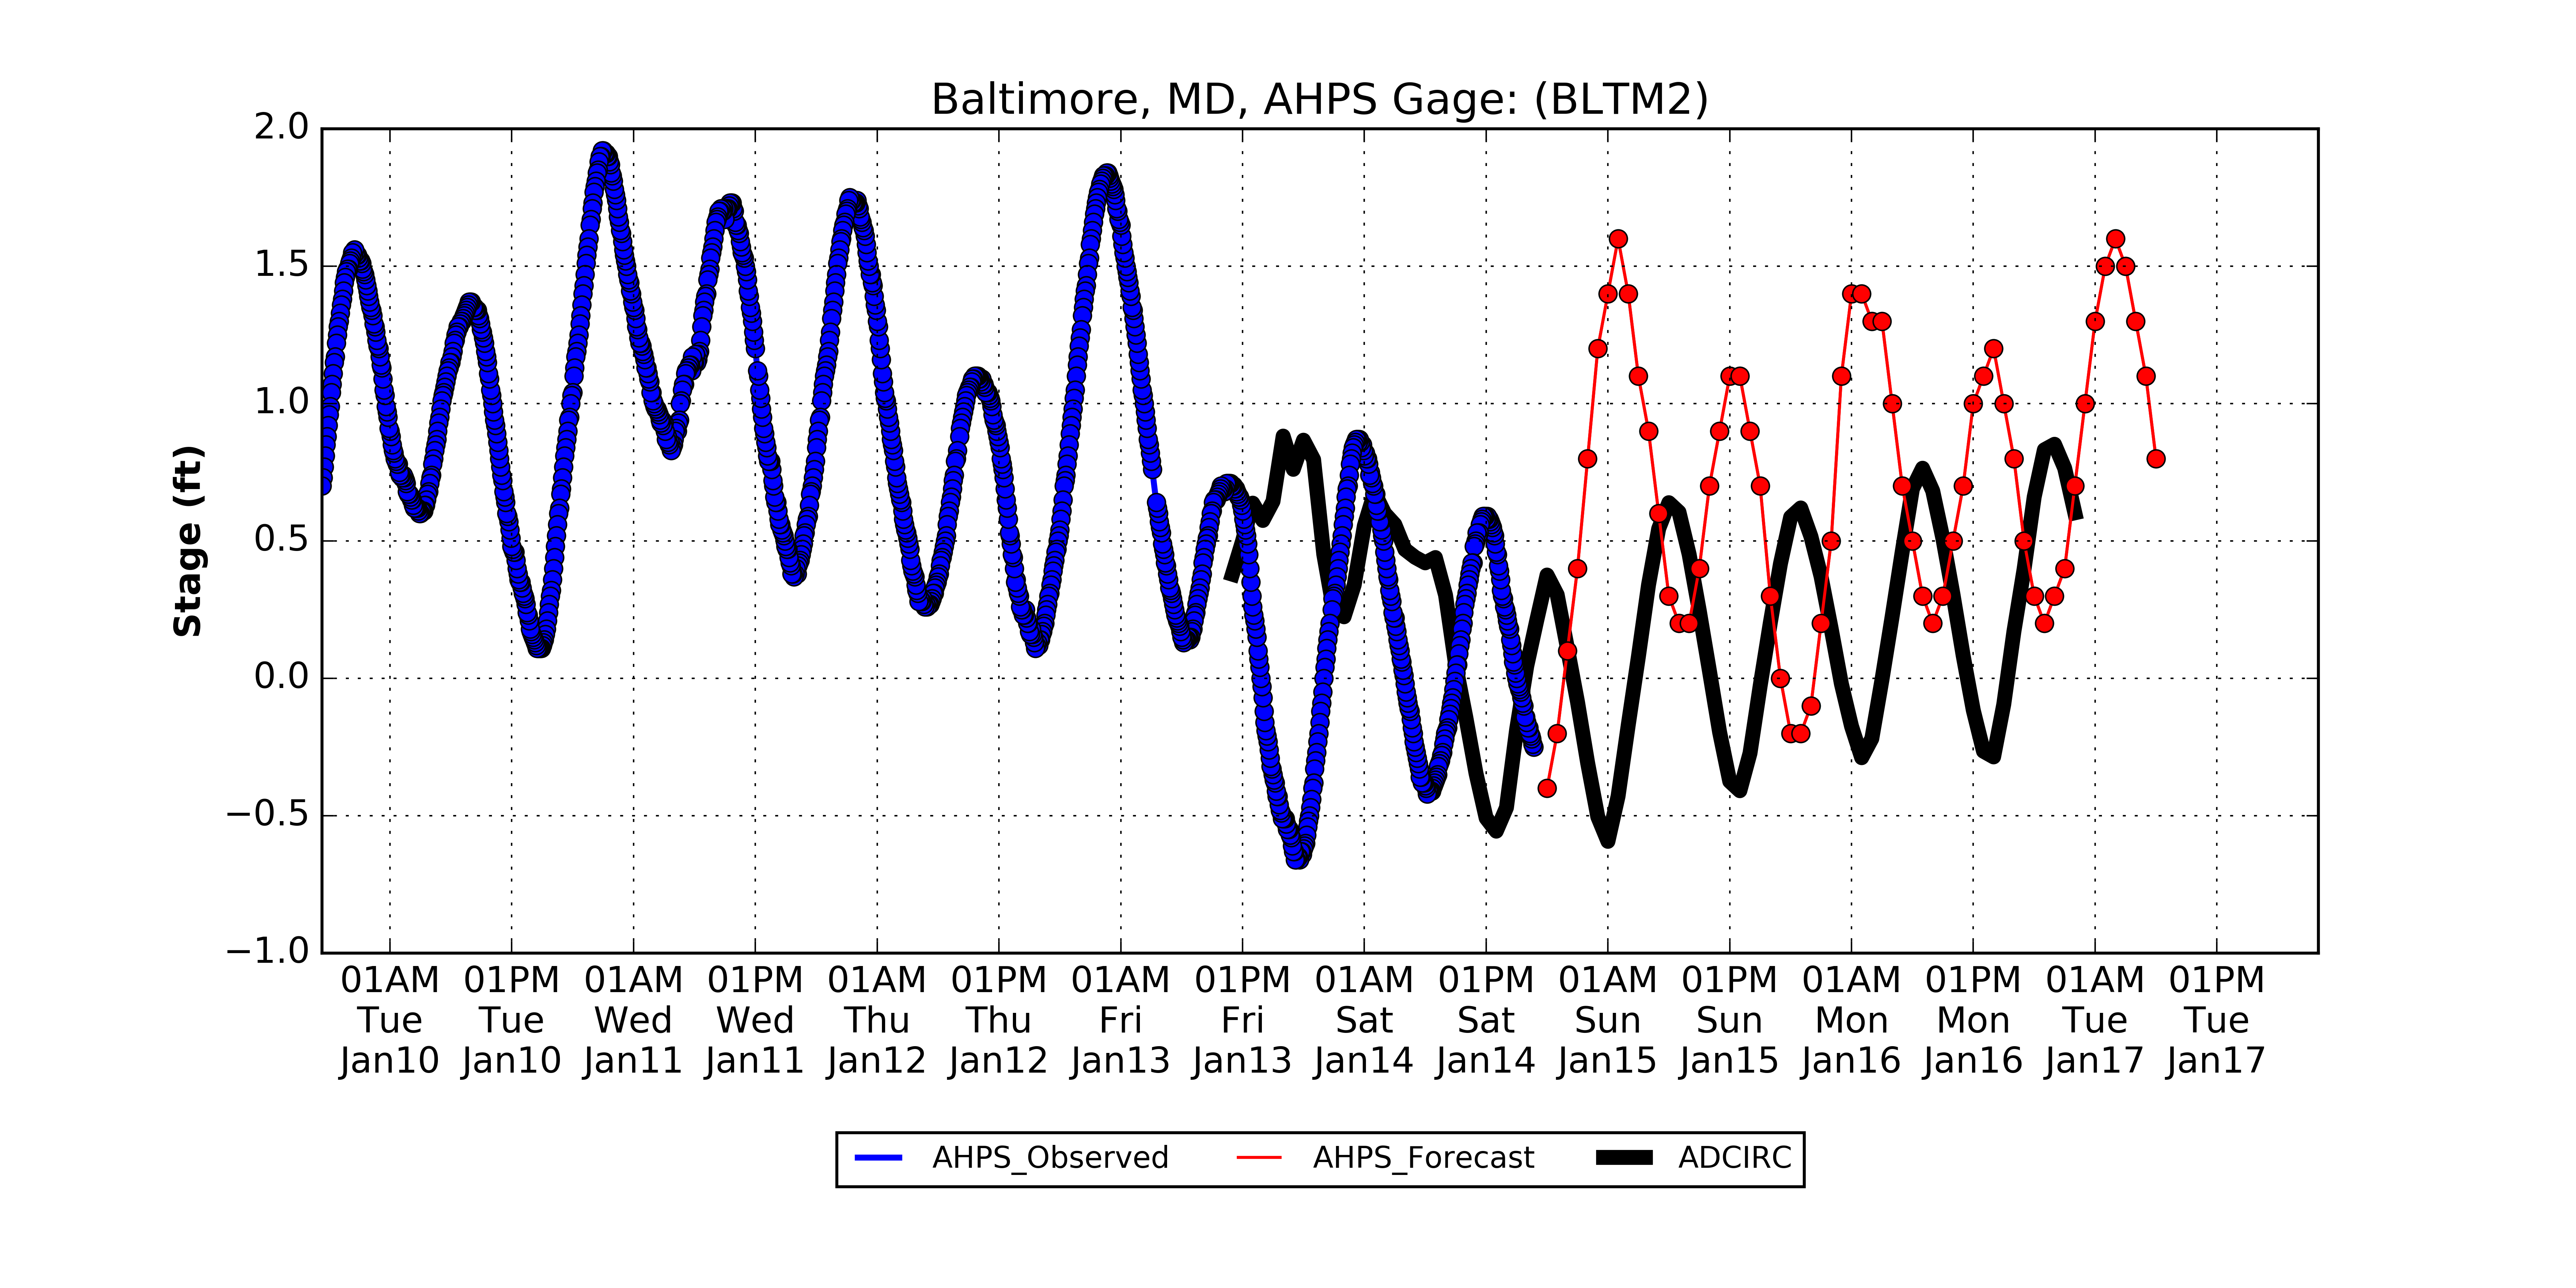 Baltimore, MD, AHPS Gage: (BLTM2)
Stage (ft)
2.0
1.5
1.0
0.5
0.0
−0.5
−1.0
01AM 01PM 01AM 01PM 01AM 01PM 01AM 01PM 01AM 01PM 01AM 01PM 01AM 01PM 01AM 01PM
Tue Tue Wed Wed Thu Thu Fri Fri Sat Sat Sun Sun Mon Mon Tue Tue
Jan10 Jan10 Jan11 Jan11 Jan12 Jan12 Jan13 Jan13 Jan14 Jan14 Jan15 Jan15 Jan16 Jan16 Jan17 Jan17
AHPS_Observed AHPS_Forecast ADCIRC